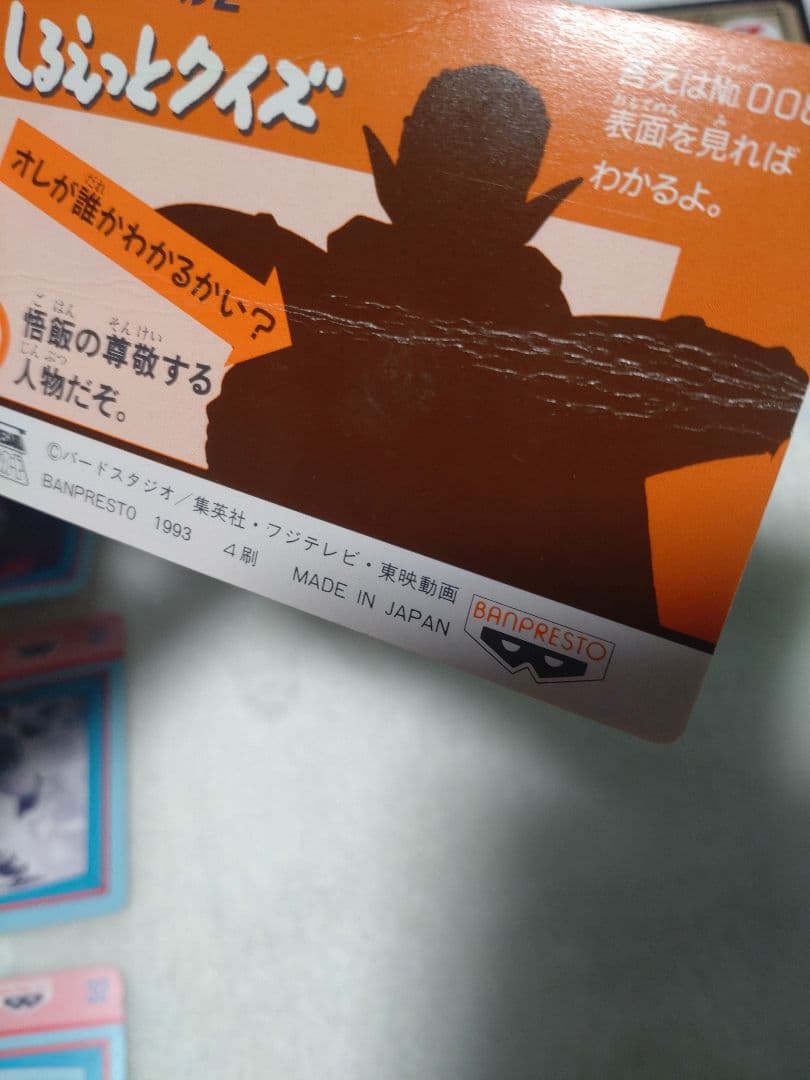 しるえっとクイズ
答えは№000
表面を見れば
わかるよ。
オレが誰かわかるかい?
悟飯の尊敬する
人物だぞ。
©バードスタジオ/集英社・フジテレビ・東映動画
BANPRESTO 1993 4刷 MADE IN JAPAN
BANPRESTO